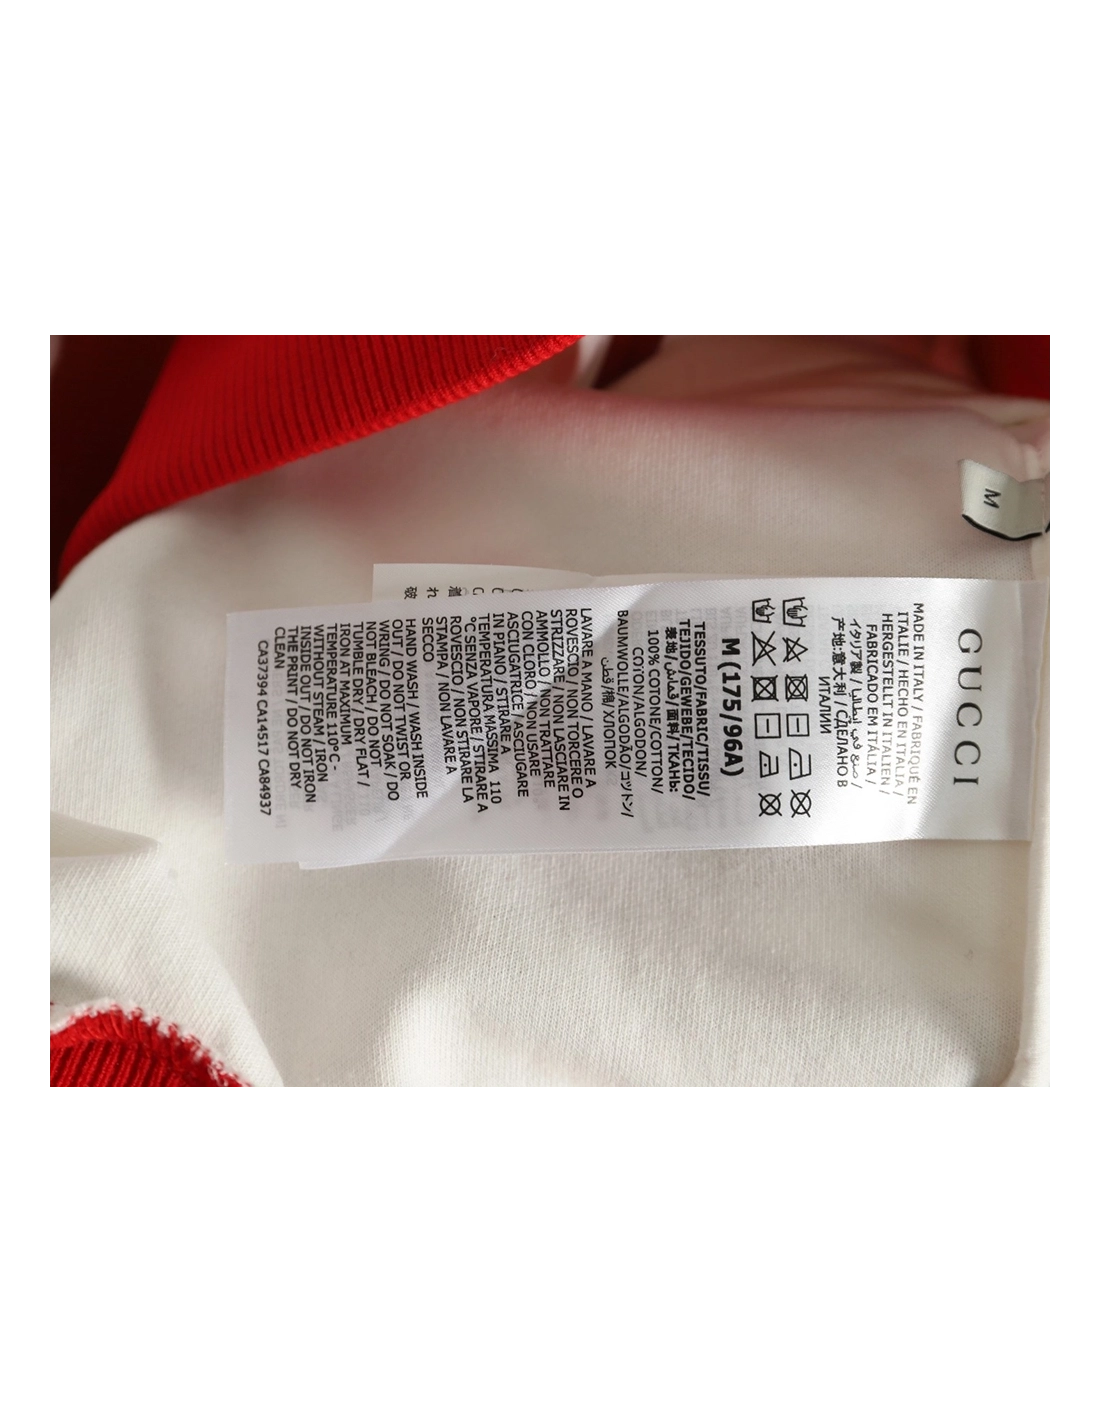 M
GUCCI
MADE IN ITALY / FABRIQUÉ EN
ITALIE / HECHO EN ITALIA /
HERGESTELLT IN ITALIEN /
FABRICADO EM ITÁLIA /
イタリア製 / صنع في إيطاليا /
产地:意大利 / СДЕЛАНО В
ИТАЛИИ
M (175/96A)
TESSUTO/FABRIC/TISSU/
TEJIDO/GEWEBE/TECIDO/
表地/قماش/面料/ТКАНЬ:
100% COTONE/COTTON/
COTON/ALGODON/
BAUMWOLLE/ALGODÃO/コットン/
قطن/棉/ХЛОПОК
LAVARE A MANO / LAVARE A
ROVESCIO / NON TORCERE O
STRIZZARE / NON LASCIARE IN
AMMOLLO / NON TRATTARE
CON CLORO / NON USARE
ASCIUGATRICE / ASCIUGARE
IN PIANO / STIRARE A
TEMPERATURA MASSIMA 110
°C SENZA VAPORE / STIRARE A
ROVESCIO / NON STIRARE LA
STAMPA / NON LAVARE A
SECCO
HAND WASH / WASH INSIDE
OUT / DO NOT TWIST OR
WRING / DO NOT SOAK / DO
NOT BLEACH / DO NOT
TUMBLE DRY / DRY FLAT /
IRON AT MAXIMUM
TEMPERATURE 110°C -
WITHOUT STEAM / IRON
INSIDE OUT / DO NOT IRON
THE PRINT / DO NOT DRY
CLEAN
CA37394 CA14517 CA84937
着
れ
破